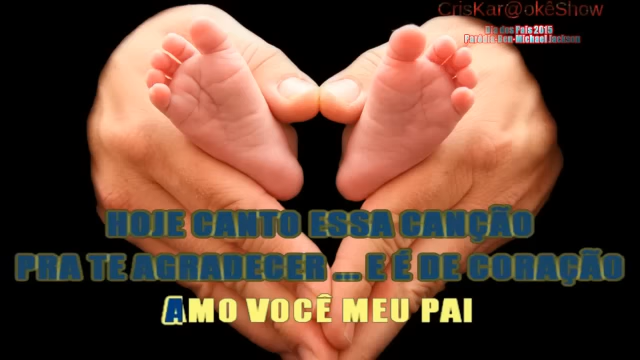 CrisKar@okêShow
Dia dos Pais 2015
Paródia-Ben-Michael Jackson
HOJE CANTO ESSA CANÇÃO
PRA TE AGRADECER ... E É DE CORAÇÃO
AMO VOCÊ MEU PAI